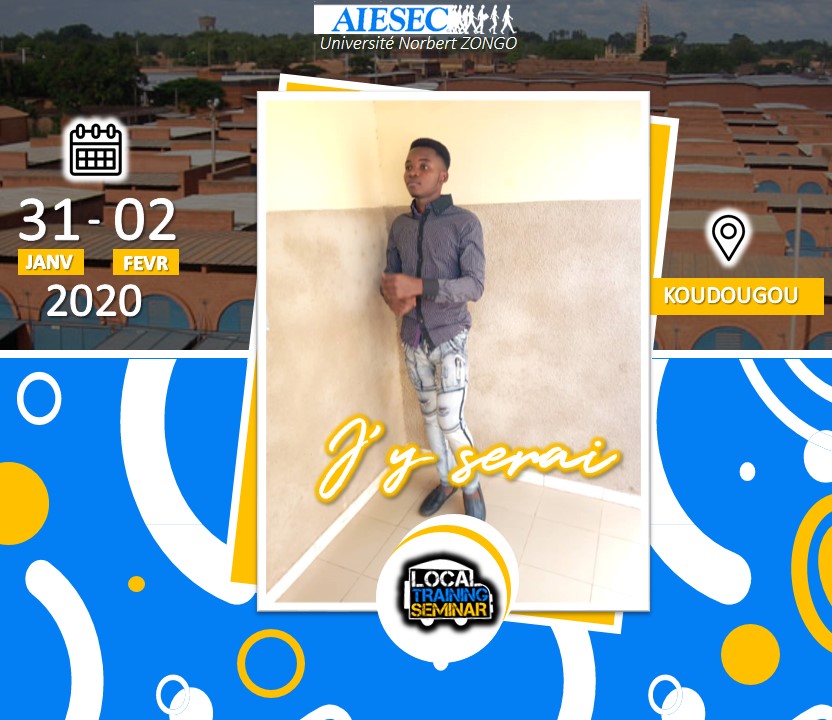 AIESEC
Université Norbert ZONGO
31 - 02
JANV FEVR
2020
KOUDOUGOU
J'y serai
LOCAL
TRAINING
SEMINAR